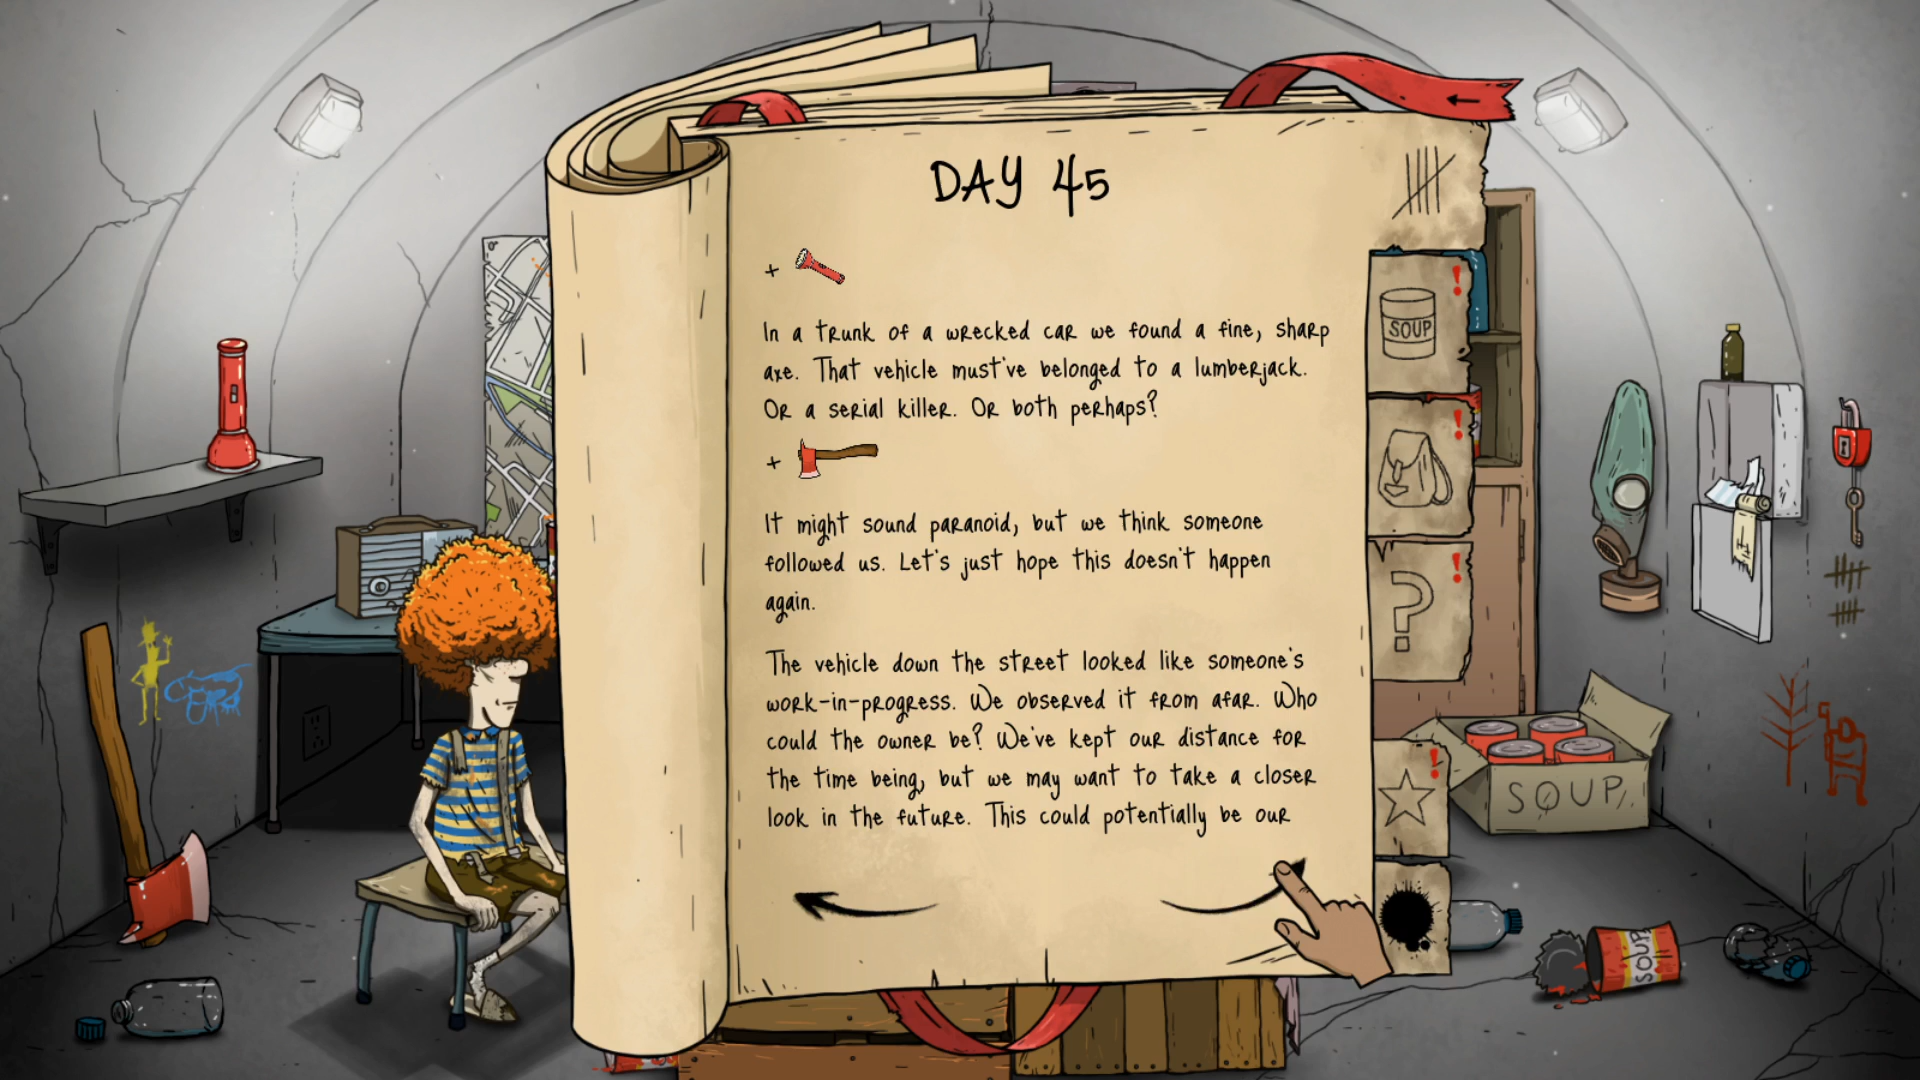 DAY 45
+
In a trunk of a wrecked car we found a fine, sharp
axe. That vehicle must've belonged to a lumberjack.
Or a serial killer. Or both perhaps?
+
It might sound paranoid, but we think someone
followed us. Let's just hope this doesn't happen
again.
The vehicle down the street looked like someone's
work-in-progress. We observed it from afar. Who
could the owner be? We've kept our distance for
the time being, but we may want to take a closer
look in the future. This could potentially be our
!
SOUP
!
!
?
!
SOUP
SOUP